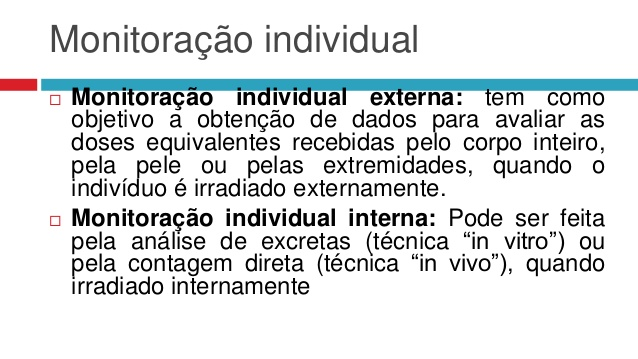 Monitoração individual
Monitoração individual externa: tem como
objetivo a obtenção de dados para avaliar as
doses equivalentes recebidas pelo corpo inteiro,
pela pele ou pelas extremidades, quando o
indivíduo é irradiado externamente.
Monitoração individual interna: Pode ser feita
pela análise de excretas (técnica “in vitro”) ou
pela contagem direta (técnica “in vivo”), quando
irradiado internamente